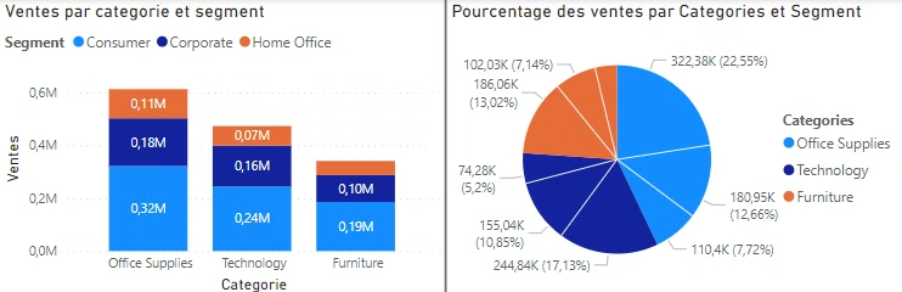 Ventes par categorie et segment
Segment Consumer Corporate Home Office
Ventes
0,6M
0,4M
0,2M
0,0M
0,11M
0,18M
0,32M
0,07M
0,16M
0,24M
0,10M
0,19M
Office Supplies
Technology
Furniture
Categorie
Pourcentage des ventes par Categories et Segment
322,38K (22,55%)
180,95K
(12,66%)
110,4K (7,72%)
244,84K (17,13%)
155,04K
(10,85%)
74,28K
(5,2%)
186,06K
(13,02%)
102,03K (7,14%)
Categories
Office Supplies
Technology
Furniture